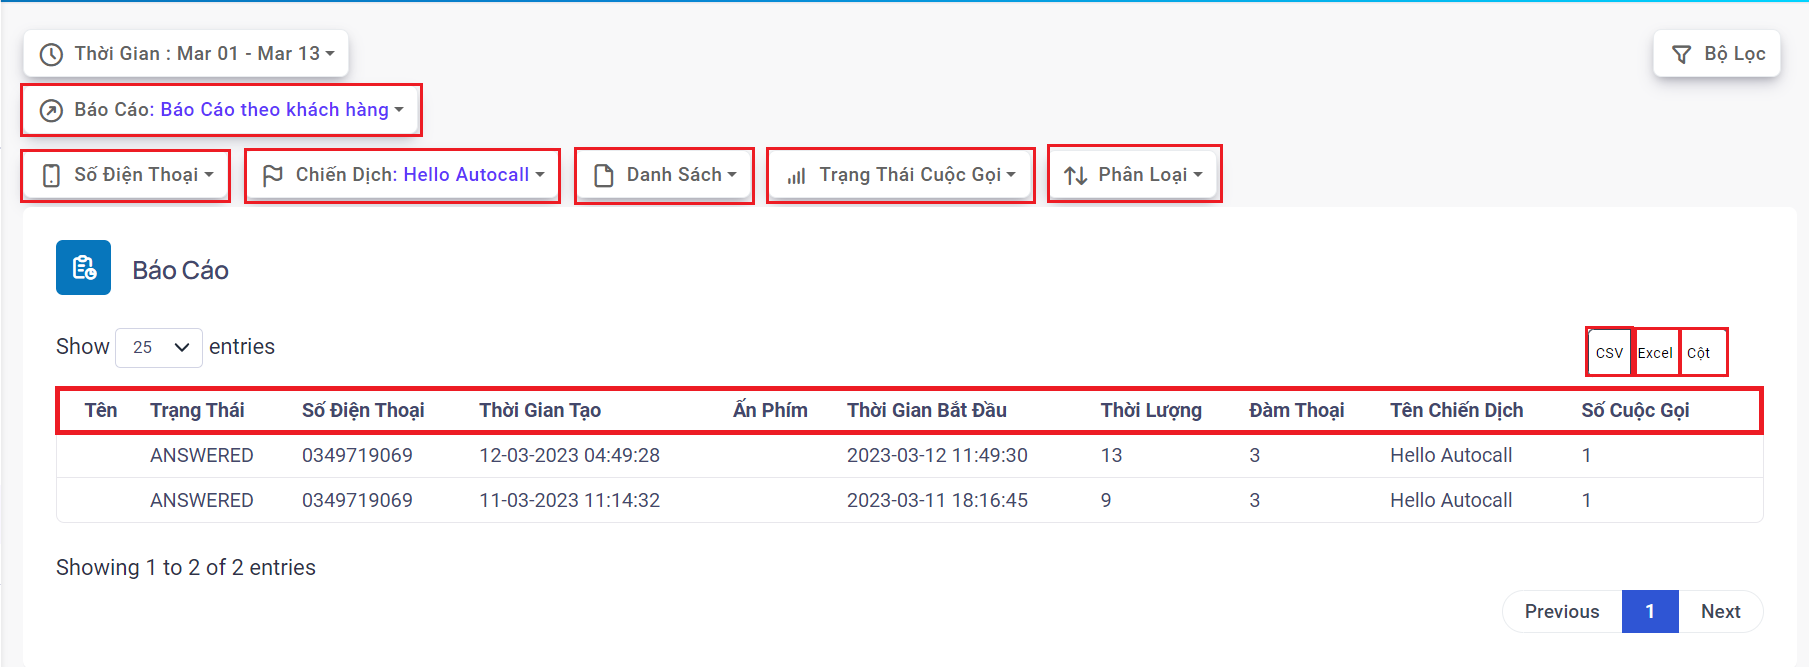 Thời Gian : Mar 01 - Mar 13
Bộ Lọc
Báo Cáo: Báo Cáo theo khách hàng
Số Điện Thoại Chiến Dịch: Hello Autocall Danh Sách Trạng Thái Cuộc Gọi Phân Loại
Báo Cáo
Show 25 entries
CSV Excel Cột
Tên Trạng Thái Số Điện Thoại Thời Gian Tạo Ấn Phím Thời Gian Bắt Đầu Thời Lượng Đàm Thoại Tên Chiến Dịch Số Cuộc Gọi
ANSWERED 0349719069 12-03-2023 04:49:28 2023-03-12 11:49:30 13 3 Hello Autocall 1
ANSWERED 0349719069 11-03-2023 11:14:32 2023-03-11 18:16:45 9 3 Hello Autocall 1
Showing 1 to 2 of 2 entries
Previous 1 Next